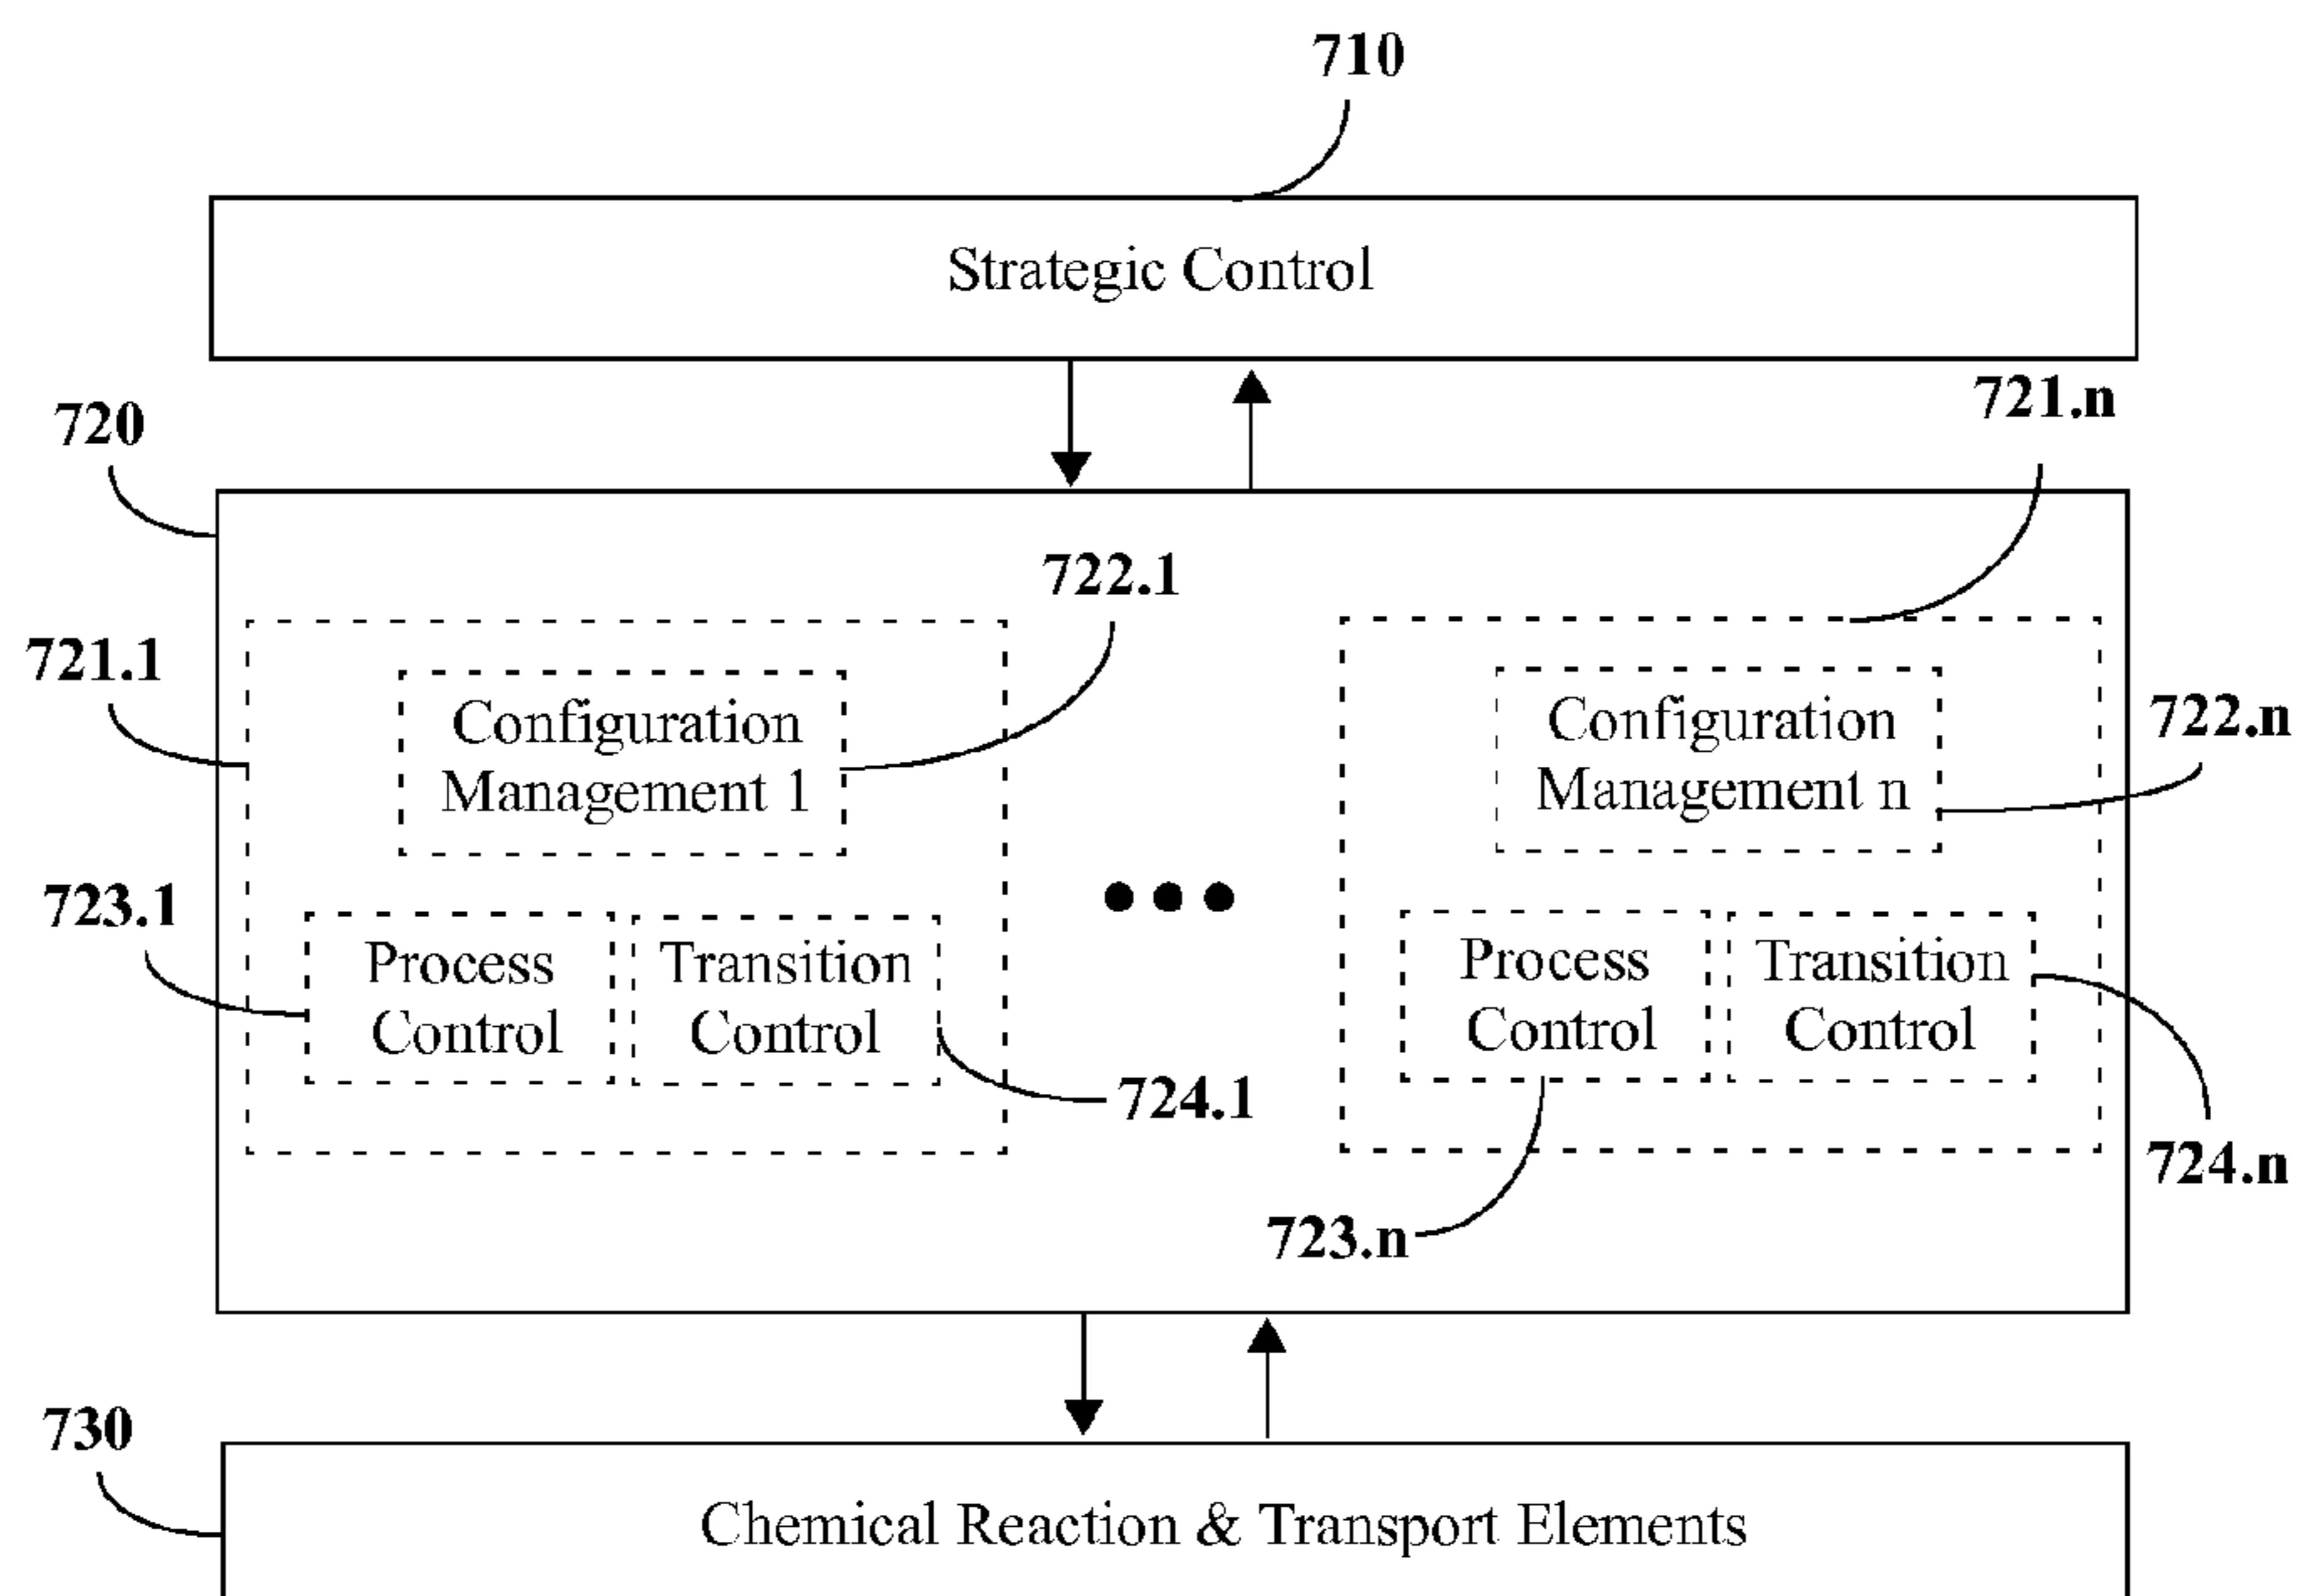 710
Strategic Control
720
721.n
722.1
721.1
Configuration
Management 1
Configuration
Management n
722.n
723.1
Process
Control
Transition
Control
Process
Control
Transition
Control
724.1
724.n
723.n
730
Chemical Reaction & Transport Elements